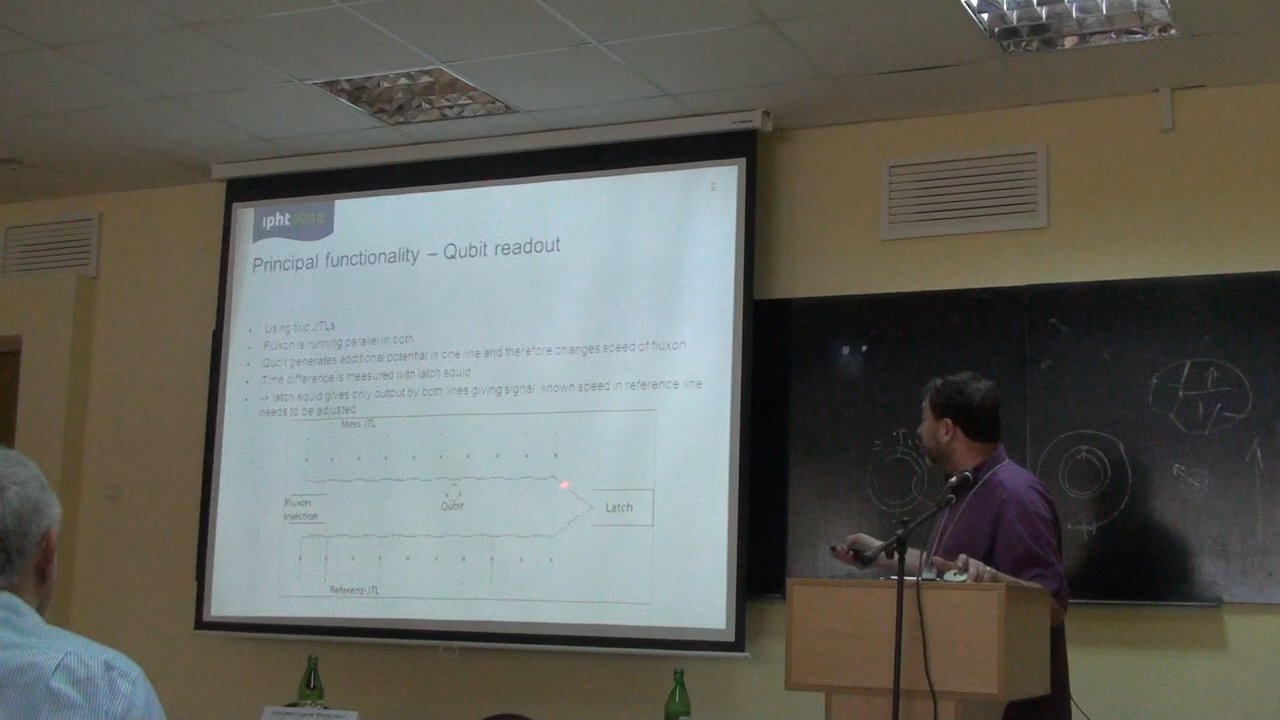 ipht jena
Principal functionality – Qubit readout
Using two JTLs
Fluxon is running parallel in both
Qubit generates additional potential in one line and therefore changes speed of fluxon
Time difference is measured with latch squid
-> latch squid gives only output by both lines giving signal, known speed in reference line
needs to be adjusted
Mess-JTL
Fluxon
Injection
Qubit
Latch
Referenz-JTL